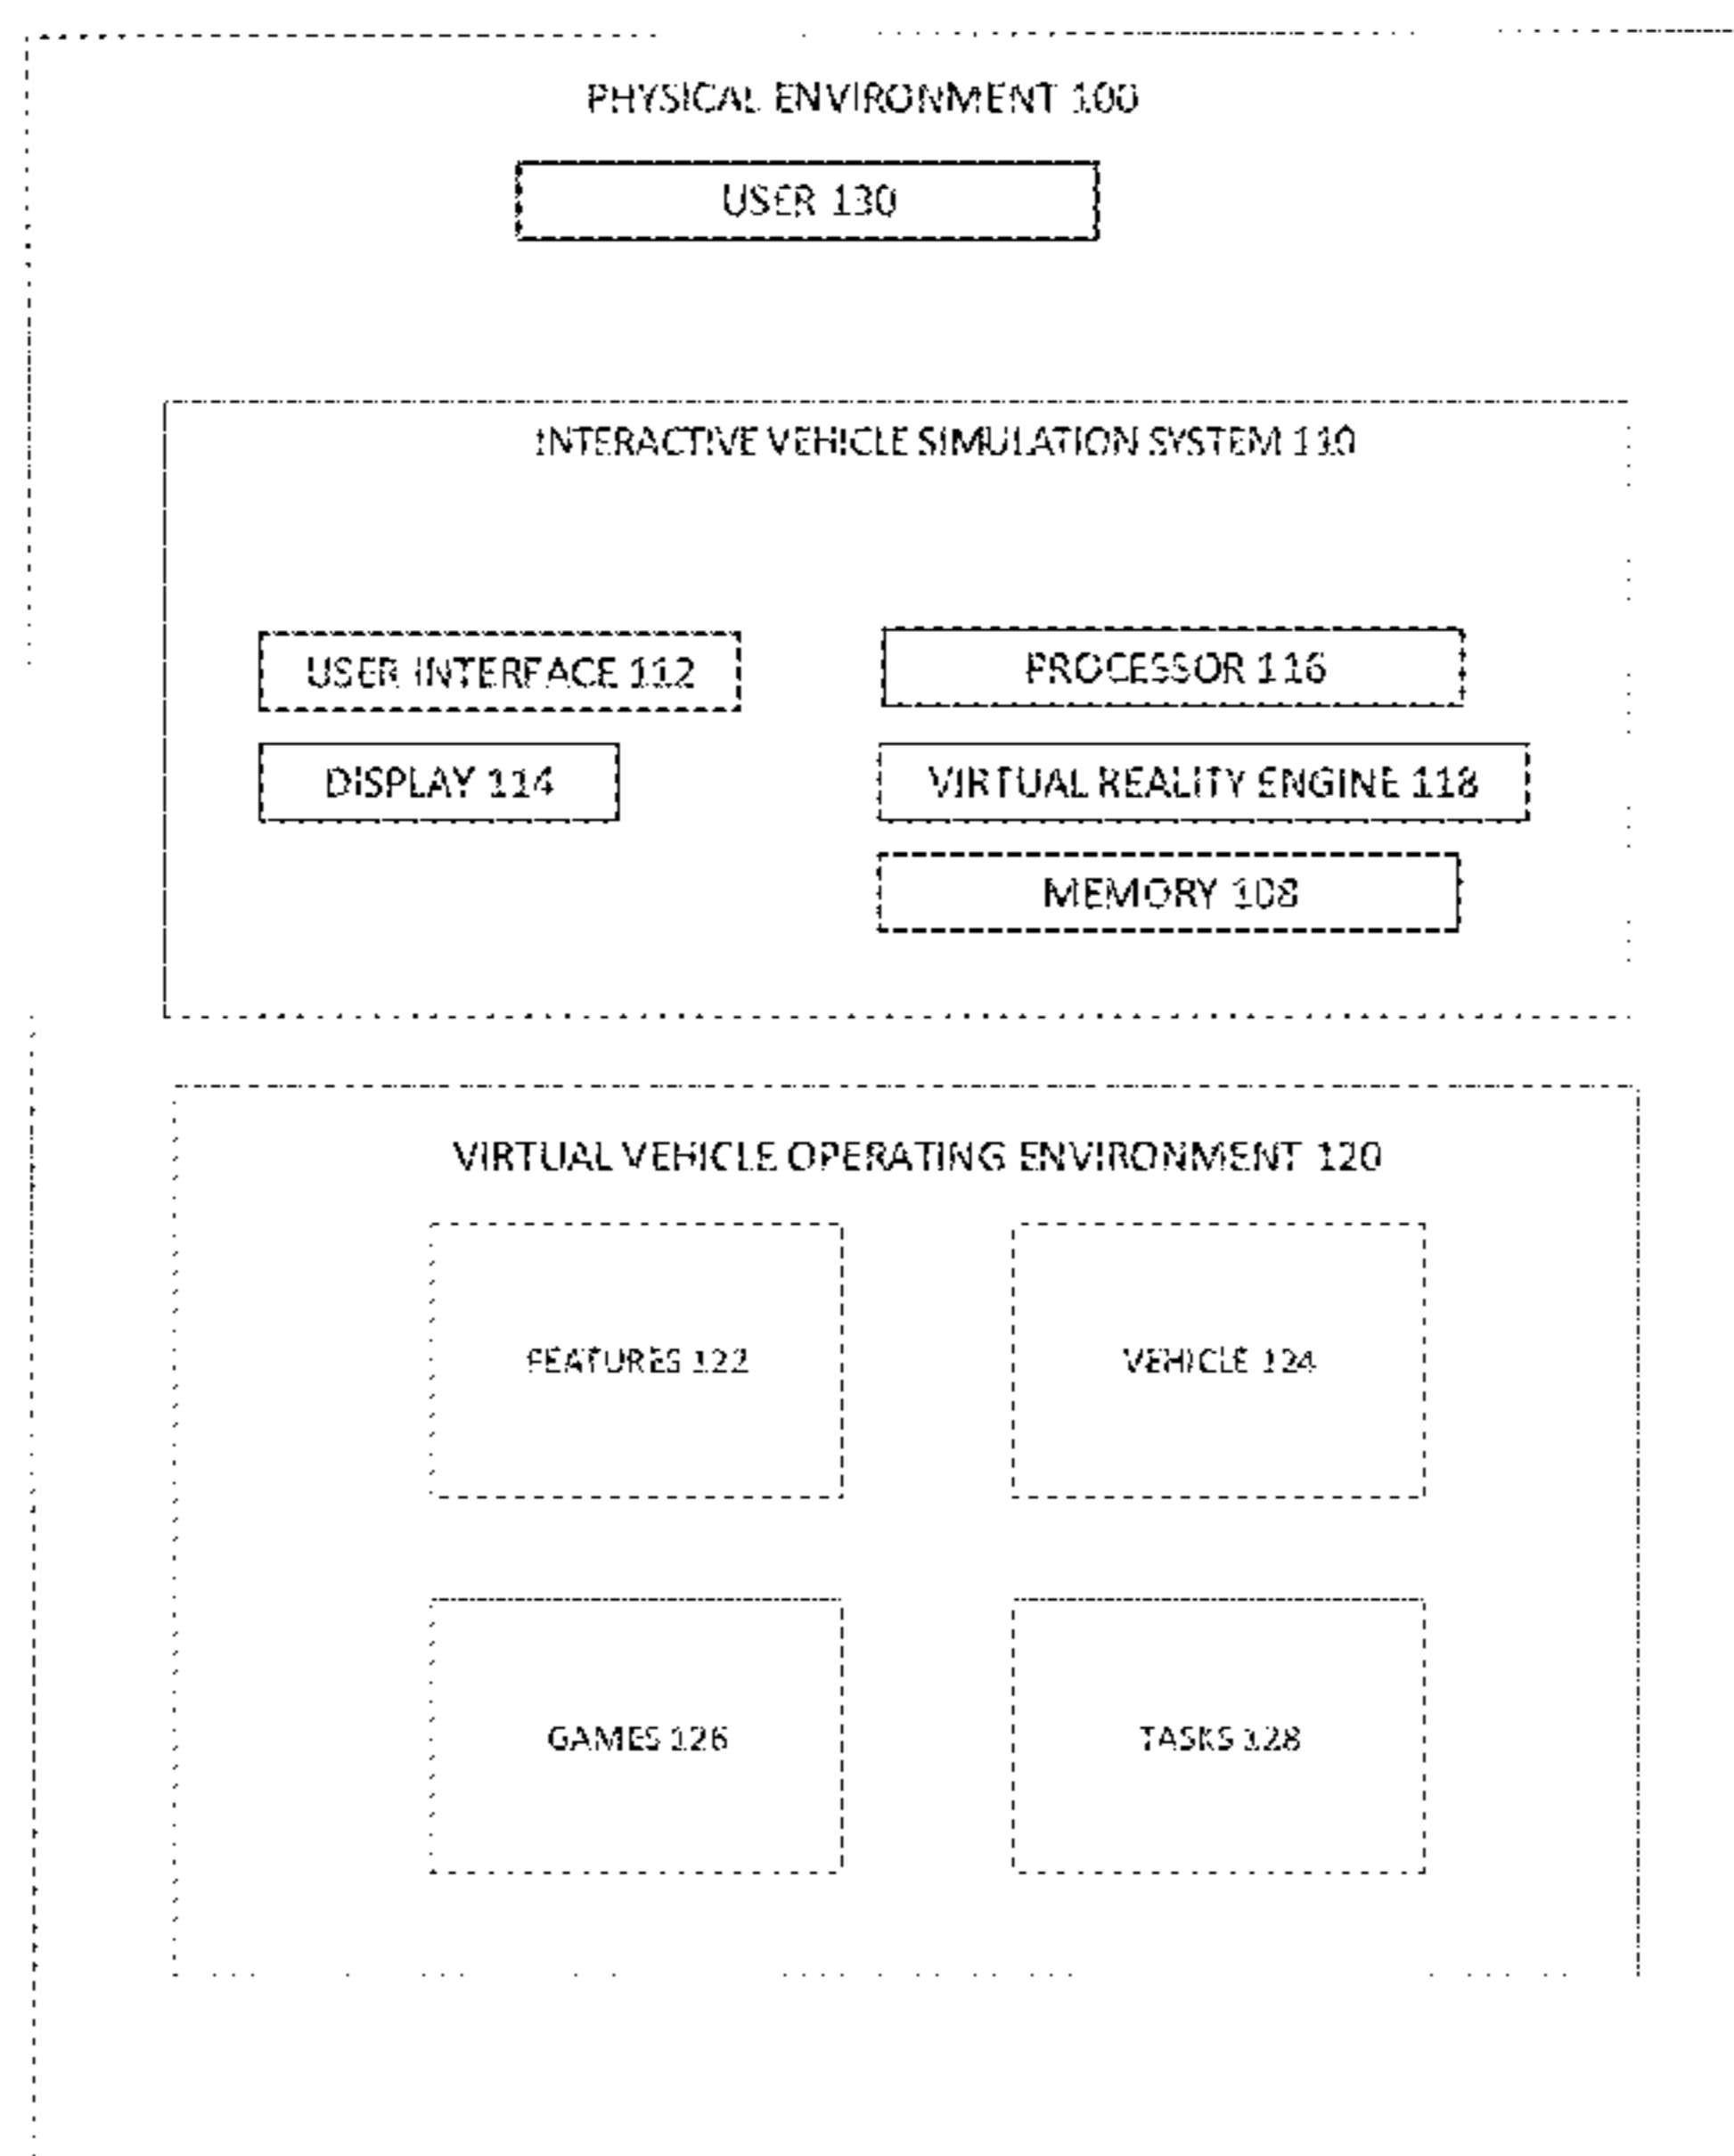 PHYSICAL ENVIRONMENT 100
USER 130
INTERACTIVE VEHICLE SIMULATION SYSTEM 110
USER INTERFACE 112
PROCESSOR 116
DISPLAY 114
VIRTUAL REALITY ENGINE 118
MEMORY 108
VIRTUAL VEHICLE OPERATING ENVIRONMENT 120
FEATURES 122
VEHICLE 124
GAMES 126
TASKS 128